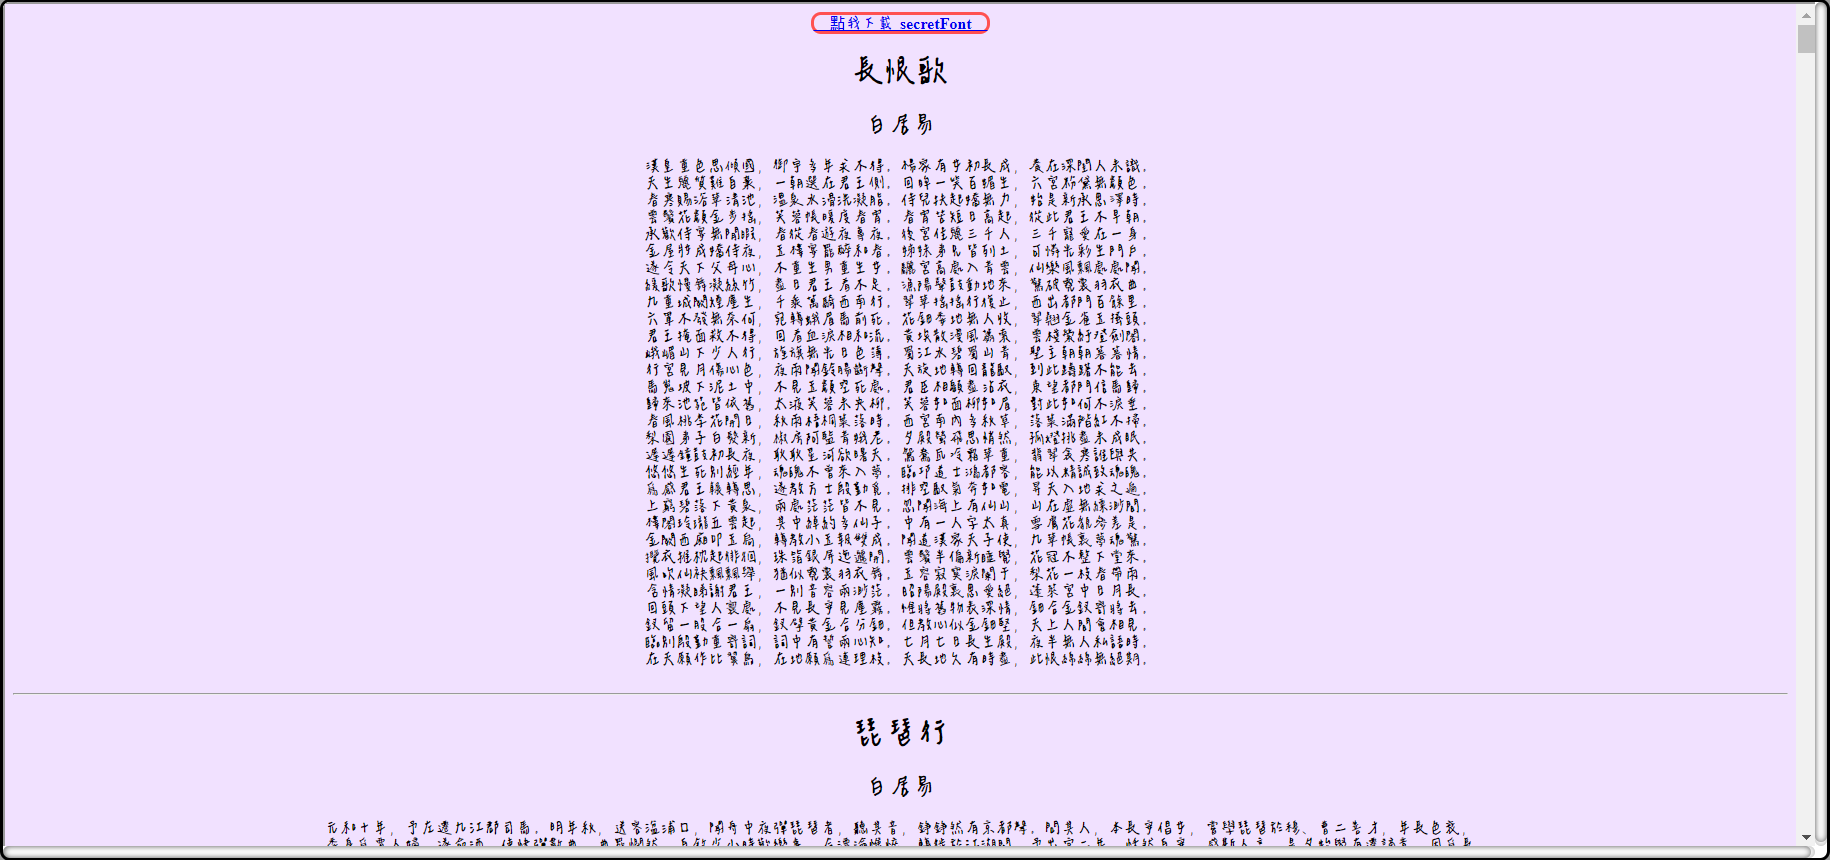 點我下載 secretFont
長恨歌
白居易
漢皇重色思傾國, 御宇多年求不得. 楊家有女初長成, 養在深閨人未識.
天生麗質難自棄, 一朝選在君王側. 回眸一笑百媚生, 六宮粉黛無顏色.
春寒賜浴華清池, 溫泉水滑洗凝脂. 侍兒扶起嬌無力, 始是新承恩澤時.
雲鬢花顏金步搖, 芙蓉帳暖度春宵. 春宵苦短日高起, 從此君王不早朝.
承歡侍宴無閒暇, 春從春遊夜專夜. 後宮佳麗三千人, 三千寵愛在一身.
金屋妝成嬌侍夜, 玉樓宴罷醉和春. 姊妹弟兄皆列土, 可憐光彩生門戶.
遂令天下父母心, 不重生男重生女. 驪宮高處入青雲, 仙樂風飄處處聞.
緩歌慢舞凝絲竹, 盡日君王看不足. 漁陽鼙鼓動地來, 驚破霓裳羽衣曲.
九重城闕煙塵生, 千乘萬騎西南行. 翠華搖搖行復止, 西出都門百餘里.
六軍不發無奈何, 宛轉蛾眉馬前死. 花鈿委地無人收, 翠翹金雀玉搔頭.
君王掩面救不得, 回看血淚相和流. 黃埃散漫風蕭索, 雲棧縈紆登劍閣.
峨嵋山下少人行, 旌旗無光日色薄. 蜀江水碧蜀山青, 聖主朝朝暮暮情.
行宮見月傷心色, 夜雨聞鈴腸斷聲. 天旋地轉回龍馭, 到此躊躇不能去.
馬嵬坡下泥土中, 不見玉顏空死處. 君臣相顧盡沾衣, 東望都門信馬歸.
歸來池苑皆依舊, 太液芙蓉未央柳. 芙蓉如面柳如眉, 對此如何不淚垂.
春風桃李花開日, 秋雨梧桐葉落時. 西宮南內多秋草, 落葉滿階紅不掃.
梨園弟子白髮新, 椒房阿監青娥老. 夕殿螢飛思悄然, 孤燈挑盡未成眠.
遲遲鐘鼓初長夜, 耿耿星河欲曙天. 鴛鴦瓦冷霜華重, 翡翠衾寒誰與共.
悠悠生死別經年, 魂魄不曾來入夢. 臨邛道士鴻都客, 能以精誠致魂魄.
為感君王輾轉思, 遂教方士殷勤覓. 排空馭氣奔如電, 昇天入地求之遍.
上窮碧落下黃泉, 兩處茫茫皆不見. 忽聞海上有仙山, 山在虛無縹渺間.
樓閣玲瓏五雲起, 其中綽約多仙子. 中有一人字太真, 雪膚花貌參差是.
金闕西廂叩玉扃, 轉教小玉報雙成. 聞道漢家天子使, 九華帳裏夢魂驚.
攬衣推枕起徘徊, 珠箔銀屏迤邐開. 雲鬢半偏新睡覺, 花冠不整下堂來.
風吹仙袂飄飄舉, 猶似霓裳羽衣舞. 玉容寂寞淚闌干, 梨花一枝春帶雨.
含情凝睇謝君王, 一別音容兩渺茫. 昭陽殿裏恩愛絕, 蓬萊宮中日月長.
回頭下望人寰處, 不見長安見塵霧. 惟將舊物表深情, 鈿合金釵寄將去.
釵留一股合一扇, 釵擘黃金合分鈿. 但教心似金鈿堅, 天上人間會相見.
臨別殷勤重寄詞, 詞中有誓兩心知. 七月七日長生殿, 夜半無人私語時.
在天願作比翼鳥, 在地願為連理枝. 天長地久有時盡, 此恨綿綿無絕期.
琵琶行
白居易
元和十年, 予左遷九江郡司馬. 明年秋, 送客湓浦口, 聞舟中夜彈琵琶者, 聽其音, 錚錚然有京都聲. 問其人, 本長安倡女, 嘗學琵琶於穆、曹二善才, 年長色衰,